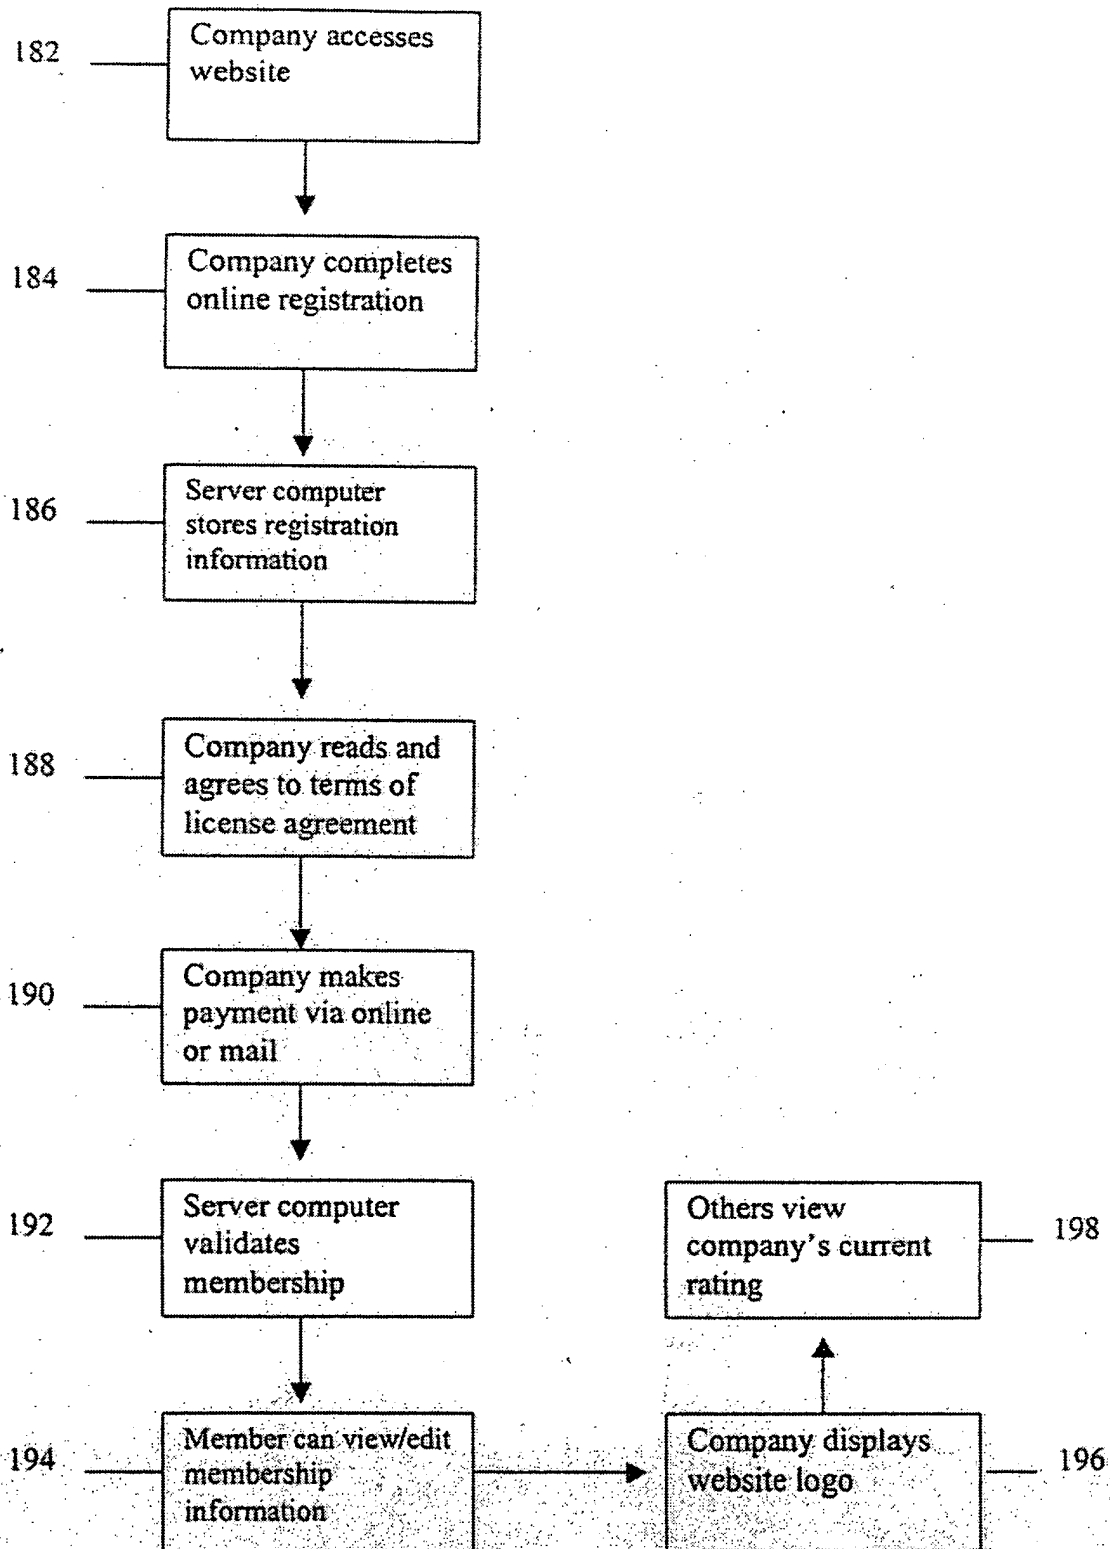 182
Company accesses
website
184
Company completes
online registration
186
Server computer
stores registration
information
188
Company reads and
agrees to terms of
license agreement
190
Company makes
payment via online
or mail
192
Server computer
validates
membership
194
Member can view/edit
membership
information
Company displays
website logo
196
Others view
company's current
rating
198